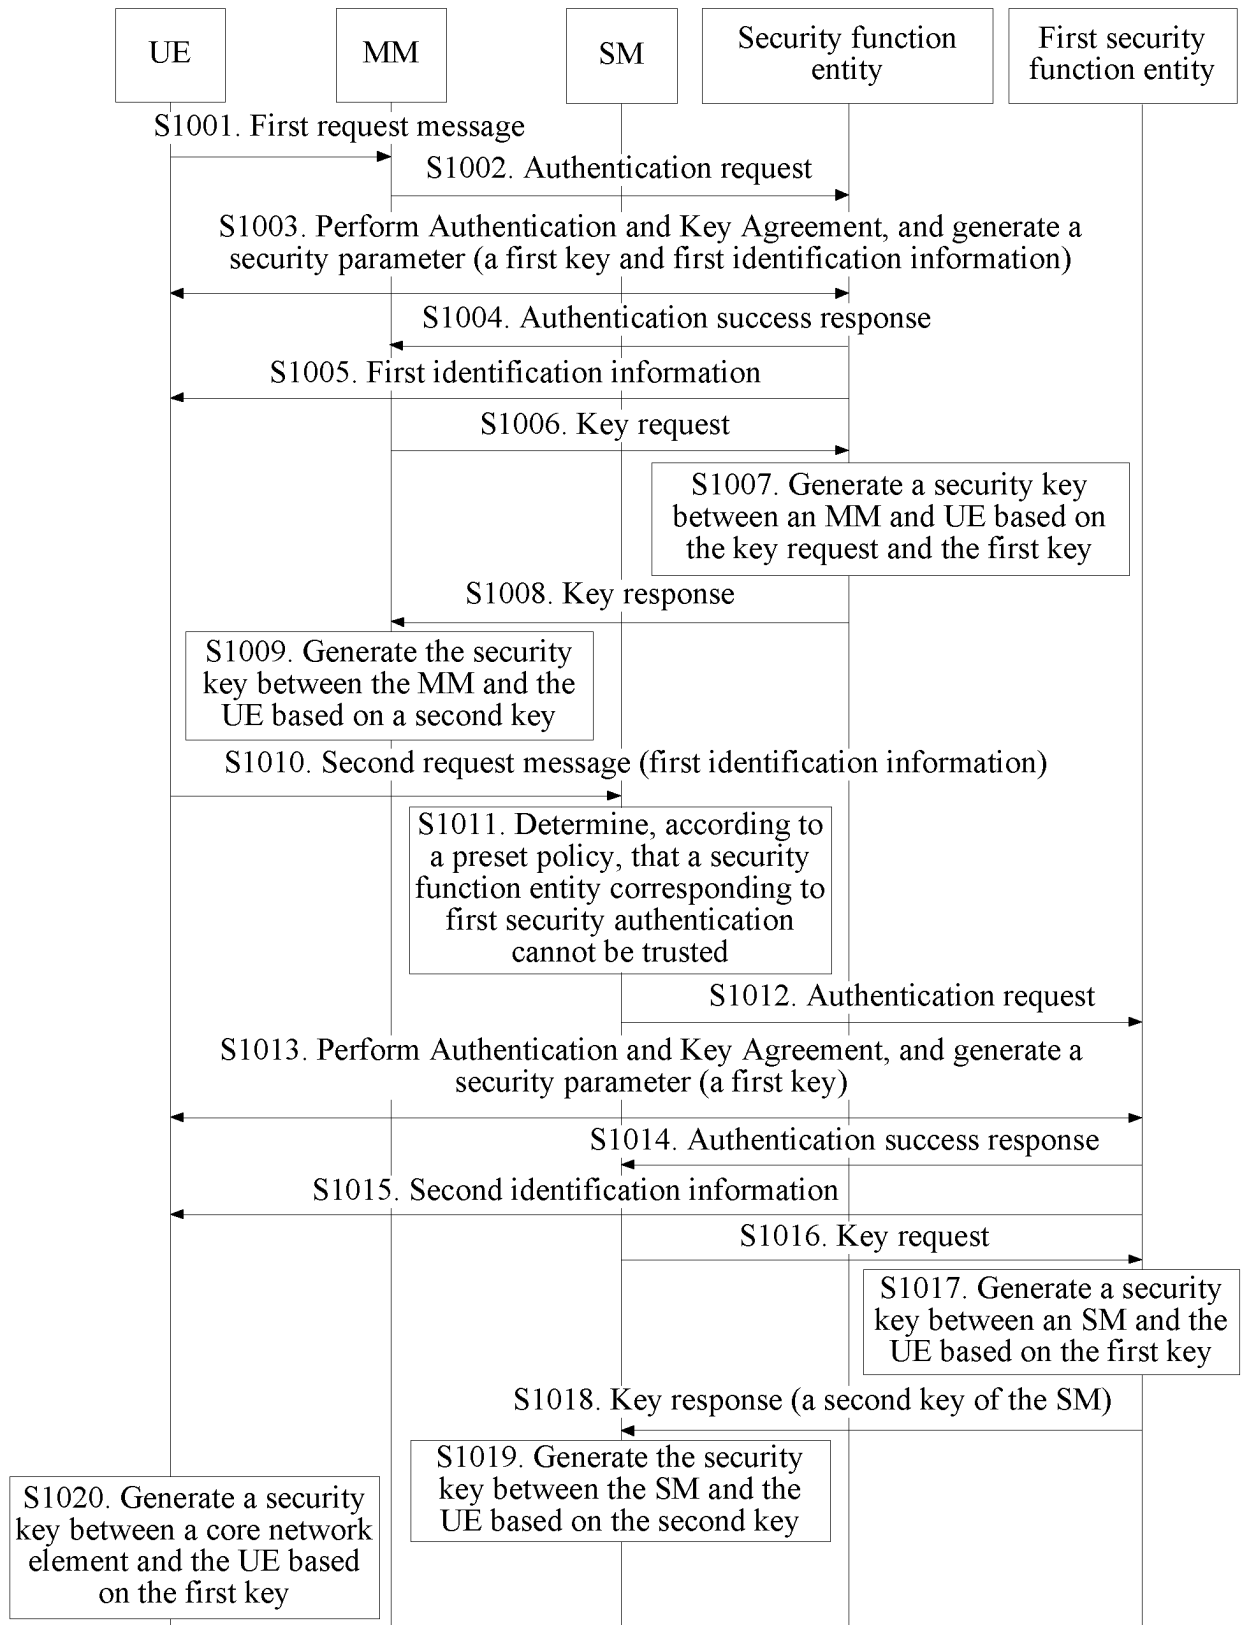 UE
MM
SM
Security function
entity
First security
function entity
S1001. First request message
S1002. Authentication request
S1003. Perform Authentication and Key Agreement, and generate a
security parameter (a first key and first identification information)
S1004. Authentication success response
S1005. First identification information
S1006. Key request
S1007. Generate a security key
between an MM and UE based on
the key request and the first key
S1008. Key response
S1009. Generate the security
key between the MM and the
UE based on a second key
S1010. Second request message (first identification information)
S1011. Determine, according to
a preset policy, that a security
function entity corresponding to
first security authentication
cannot be trusted
S1012. Authentication request
S1013. Perform Authentication and Key Agreement, and generate a
security parameter (a first key)
S1014. Authentication success response
S1015. Second identification information
S1016. Key request
S1017. Generate a security
key between an SM and the
UE based on the first key
S1018. Key response (a second key of the SM)
S1019. Generate the security
key between the SM and the
UE based on the second key
S1020. Generate a security
key between a core network
element and the UE based
on the first key